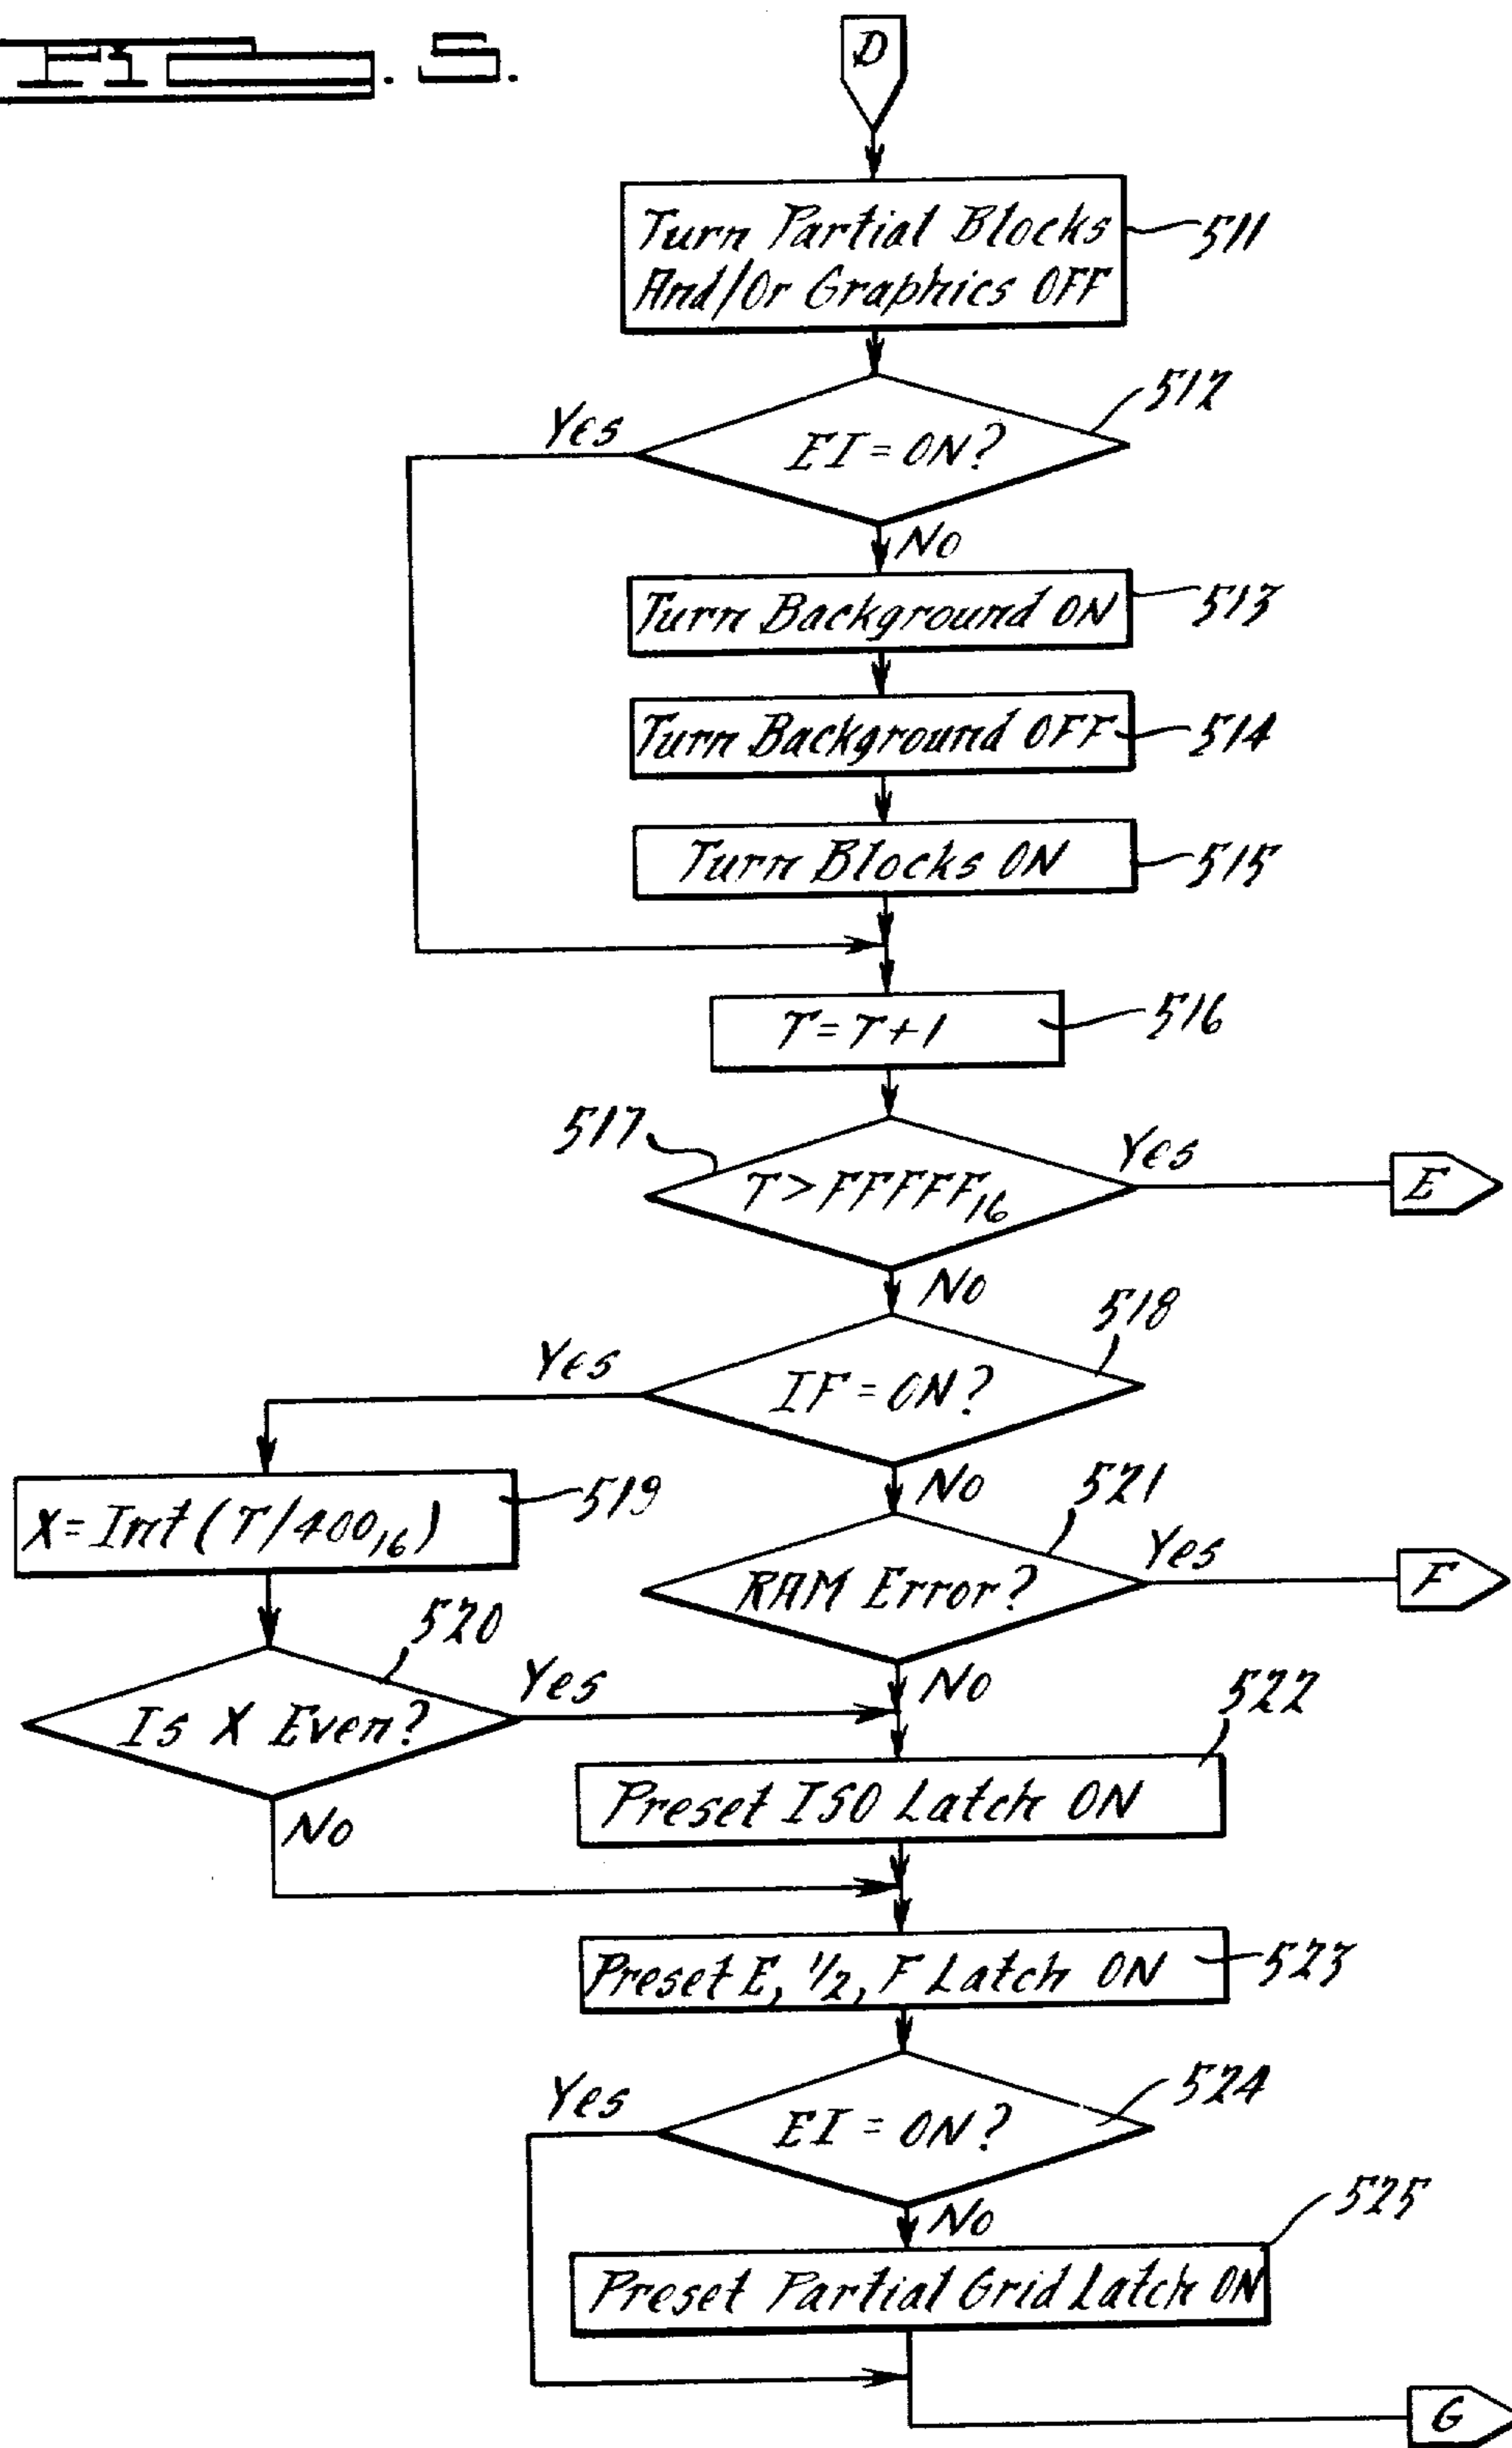 FIG. 5.
D
Turn Partial Blocks
And/Or Graphics OFF
511
512
Yes
EI = ON?
No
Turn Background ON
513
Turn Background OFF
514
Turn Blocks ON
515
T = T + 1
516
517
T > FFFFF₁₆
Yes
E
No
518
Yes
IF = ON?
No
519
X = Int (T/400₁₆)
521
RAM Error?
Yes
F
520
Is X Even?
Yes
No
No
522
Preset ISO Latch ON
Preset E, 1/2, F Latch ON
523
524
Yes
EI = ON?
No
525
Preset Partial Grid Latch ON
G